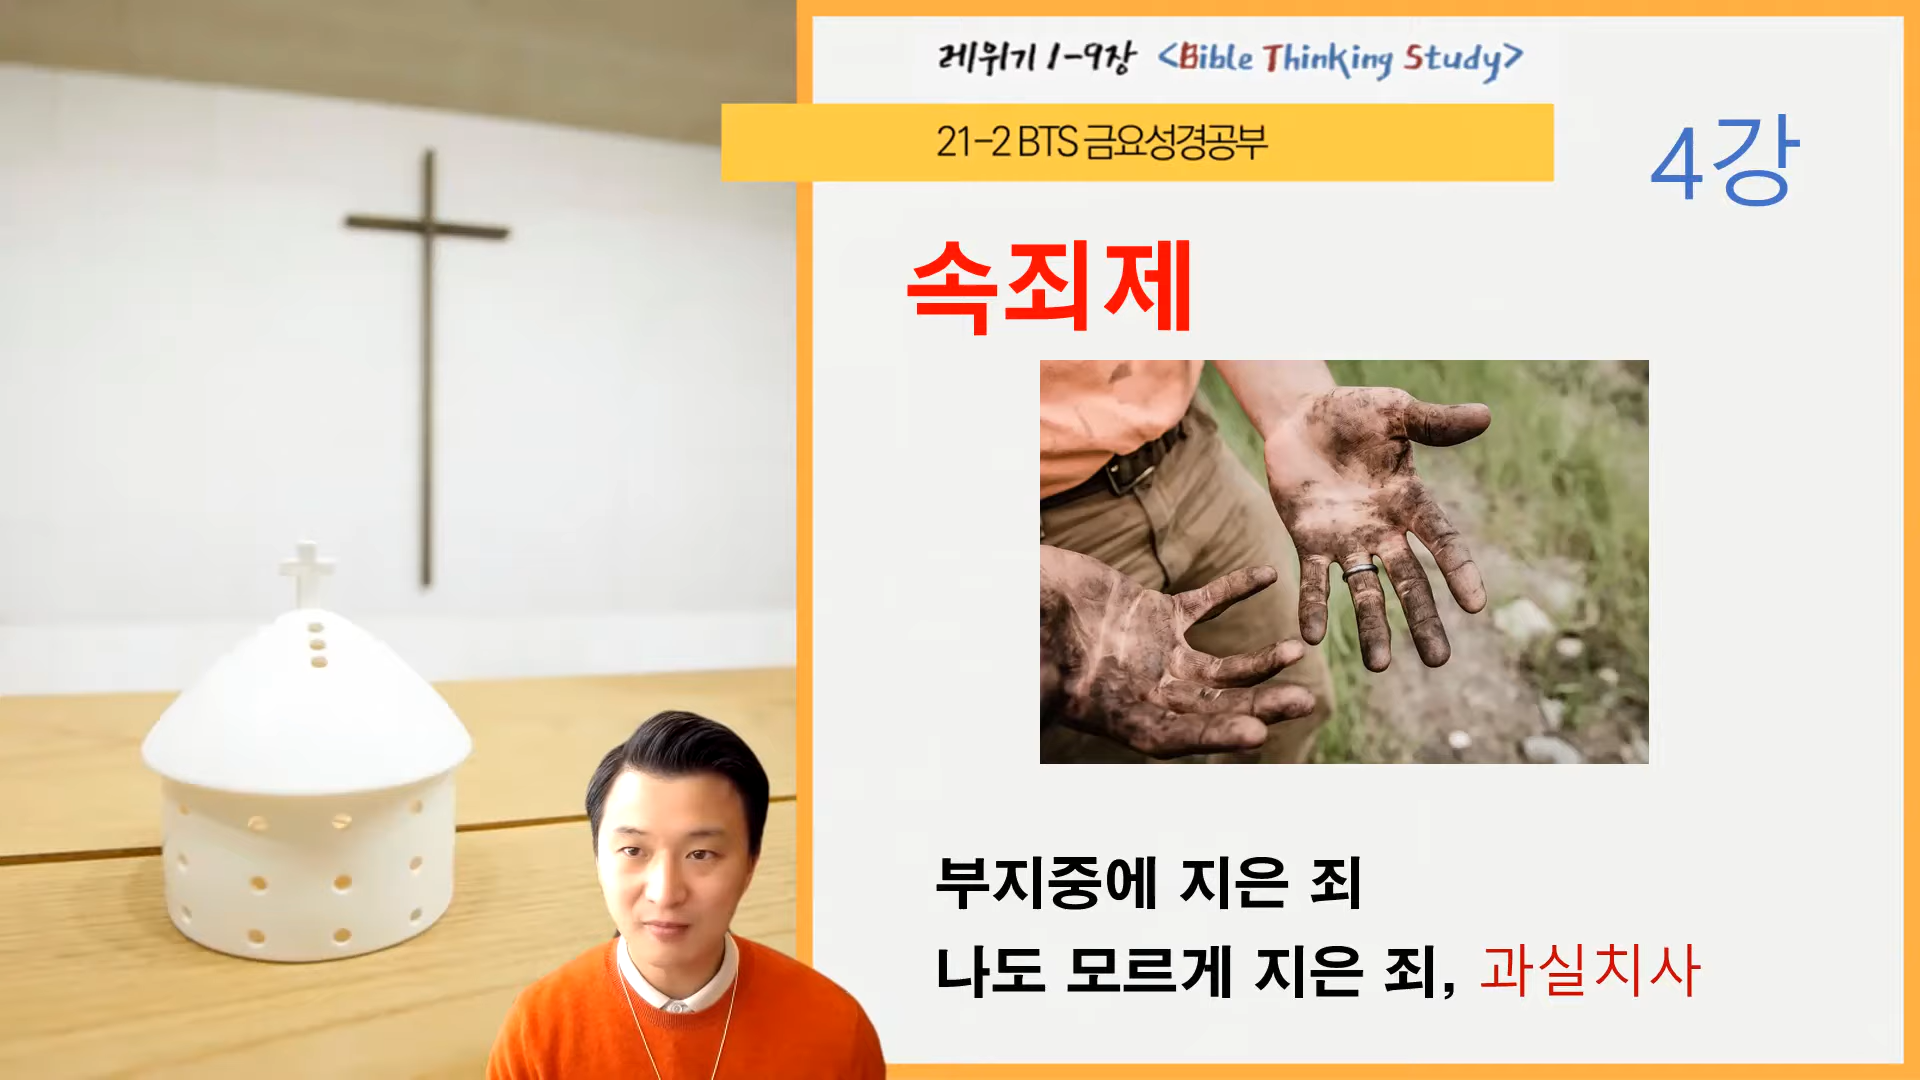 레위기 1-9장 <Bible Thinking Study>
21-2 BTS 금요성경공부
4강
속죄제
부지중에 지은 죄
나도 모르게 지은 죄, 과실치사